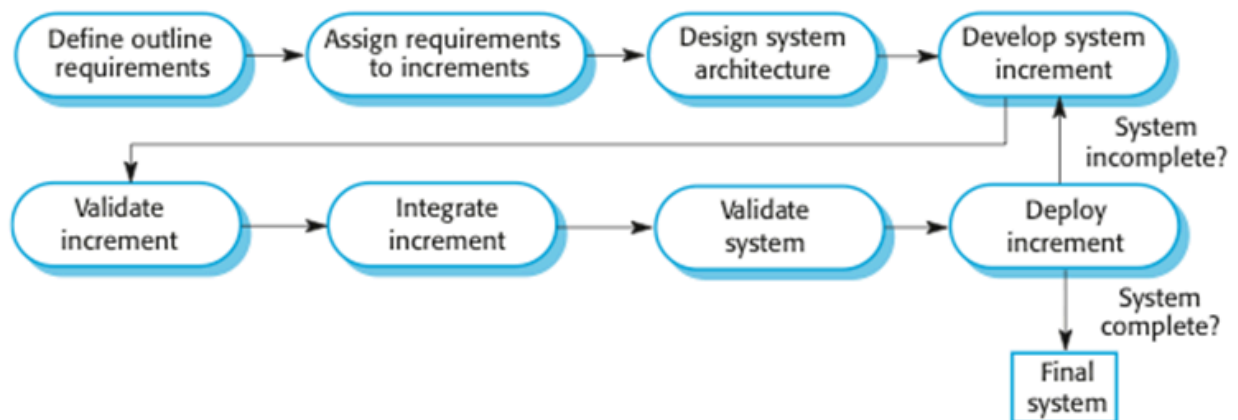 Define outline
requirements
Assign requirements
to increments
Design system
architecture
Develop system
increment
System
incomplete?
Validate
increment
Integrate
increment
Validate
system
Deploy
increment
System
complete?
Final
system